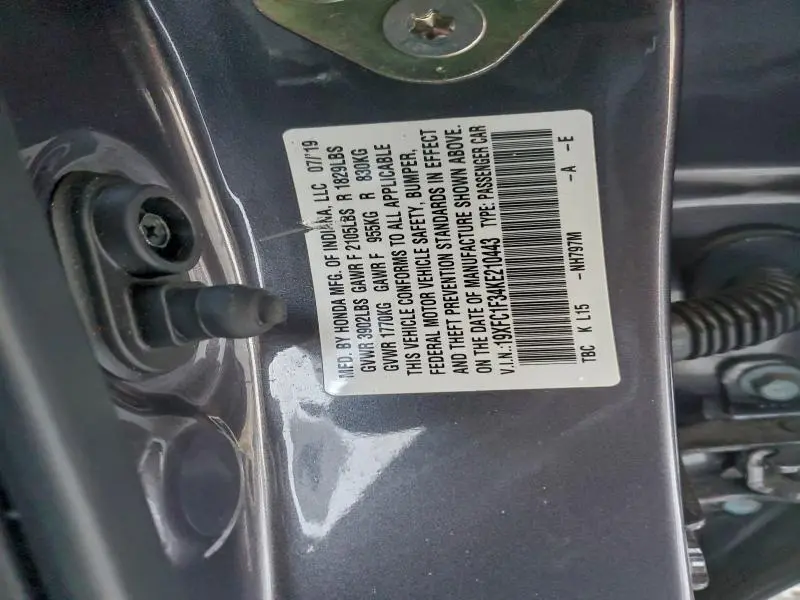 MFD. BY HONDA MFG. OF INDIANA, LLC 07/'19
GVWR 3902LBS GAWR F 2105LBS R 1829LBS
GVWR 1770KG GAWR F 955KG R 830KG
THIS VEHICLE CONFORMS TO ALL APPLICABLE
FEDERAL MOTOR VEHICLE SAFETY, BUMPER,
AND THEFT PREVENTION STANDARDS IN EFFECT
ON THE DATE OF MANUFACTURE SHOWN ABOVE.
V.I.N.:19XFC1F34KE210443 TYPE: PASSENGER CAR
TBC K L15 -NH797M -A -E